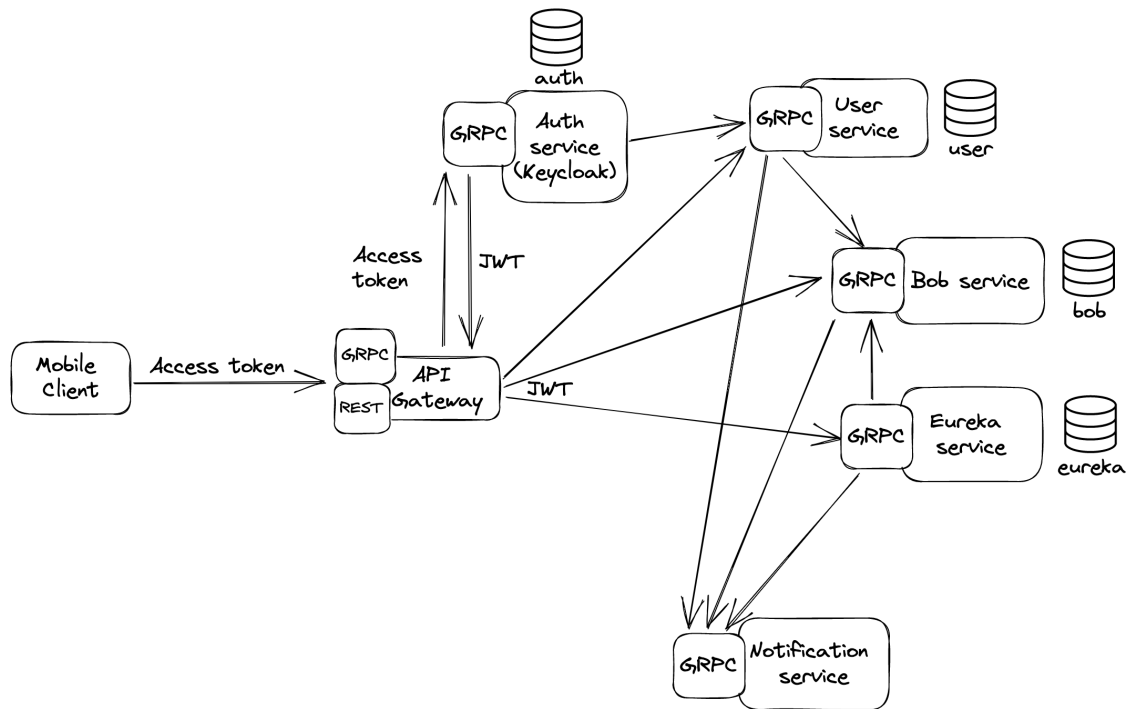 auth
GRPC
Auth
service
(Keycloak)
GRPC
User
service
user
Access
token
JWT
GRPC
Bob service
bob
Mobile
Client
Access token
GRPC
REST
API
Gateway
JWT
GRPC
Eureka
service
eureka
GRPC
Notification
service